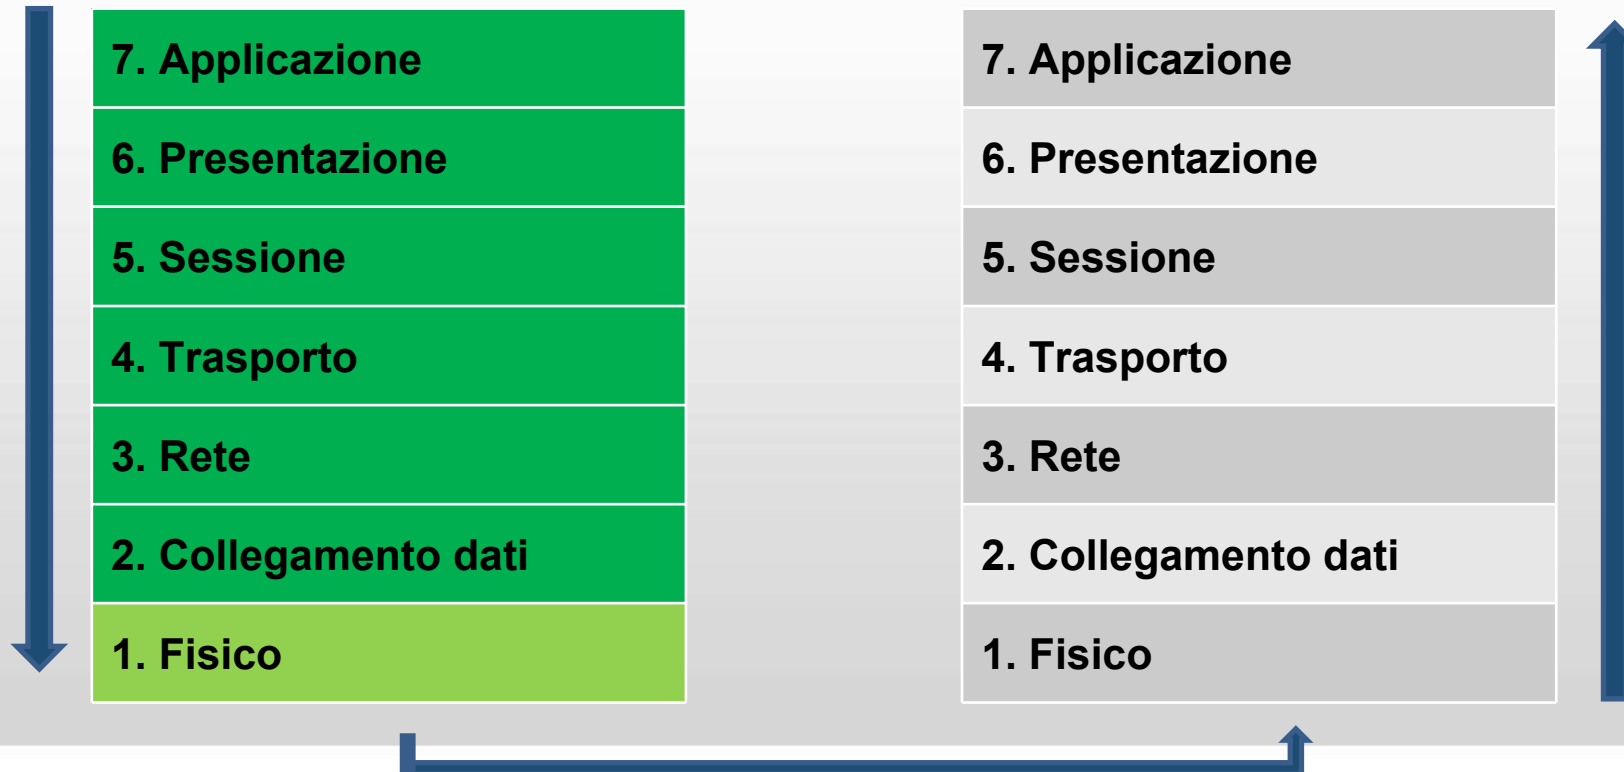 7. Applicazione
6. Presentazione
5. Sessione
4. Trasporto
3. Rete
2. Collegamento dati
1. Fisico
7. Applicazione
6. Presentazione
5. Sessione
4. Trasporto
3. Rete
2. Collegamento dati
1. Fisico